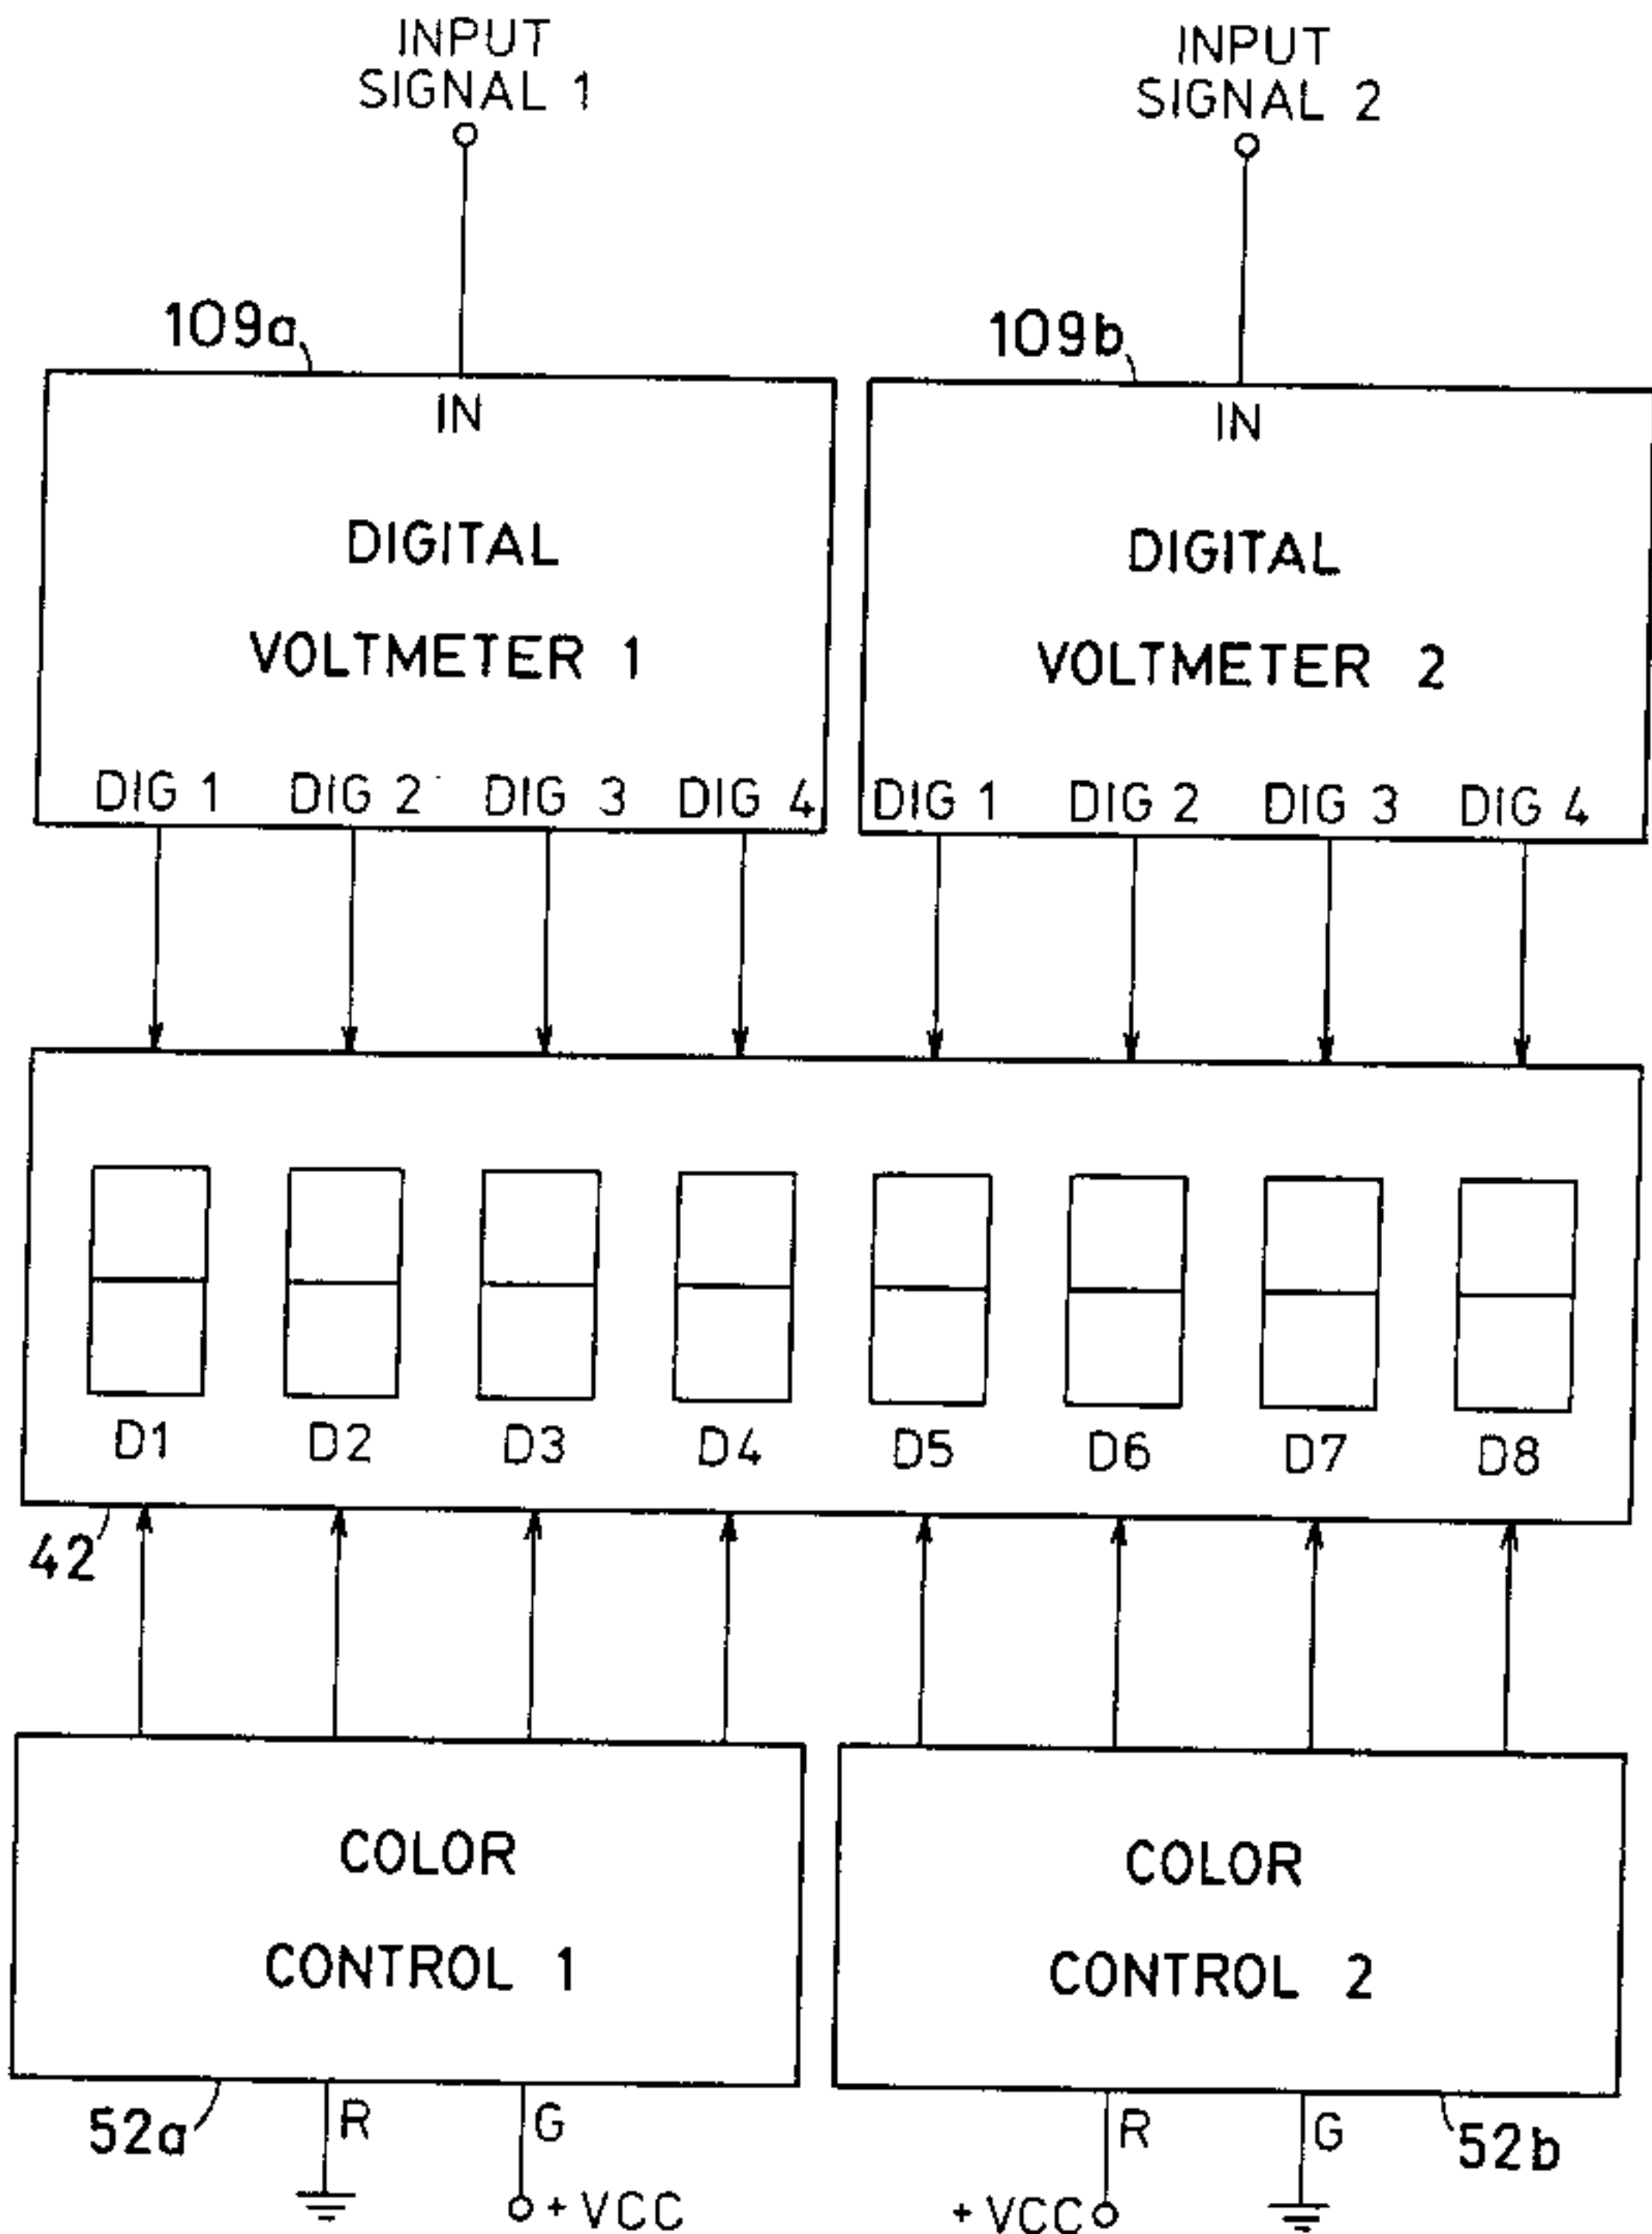 INPUT
SIGNAL 1
INPUT
SIGNAL 2
109a
109b
IN
DIGITAL
VOLTMETER 1
DIG 1 DIG 2 DIG 3 DIG 4
IN
DIGITAL
VOLTMETER 2
DIG 1 DIG 2 DIG 3 DIG 4
D1 D2 D3 D4 D5 D6 D7 D8
42
COLOR
CONTROL 1
COLOR
CONTROL 2
52a
R
G
+ VCC
R
G
52b
+ VCC